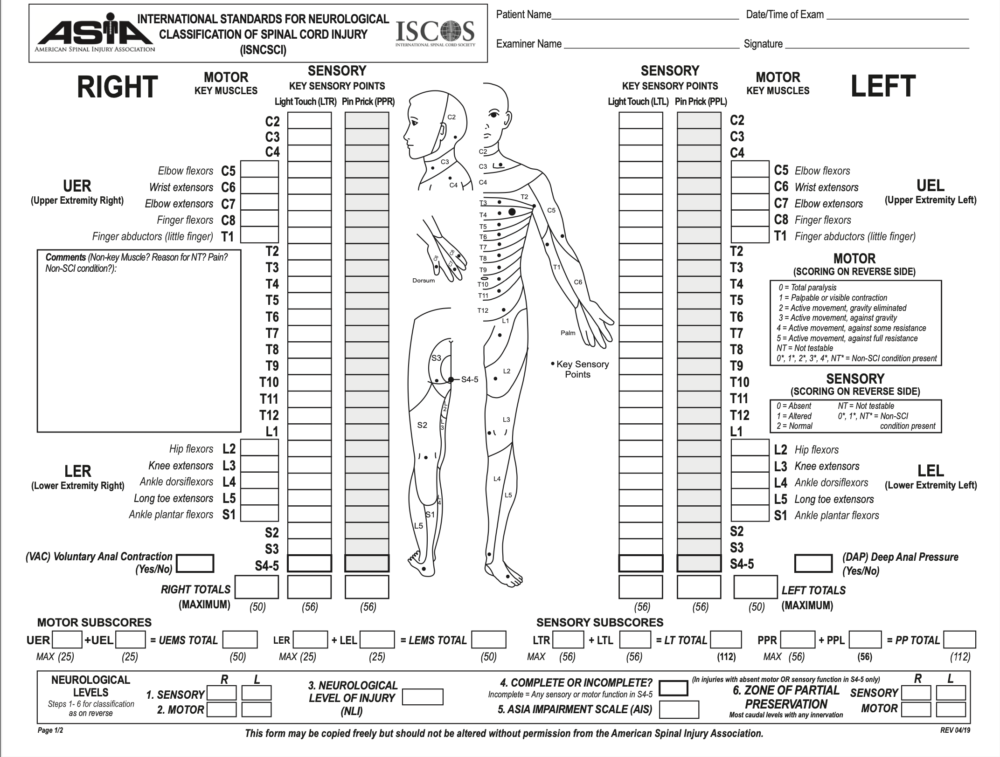 ASIA
AMERICAN SPINAL INJURY ASSOCIATION
INTERNATIONAL STANDARDS FOR NEUROLOGICAL
CLASSIFICATION OF SPINAL CORD INJURY
(ISNCSCI)
ISCOS
INTERNATIONAL SPINAL CORD SOCIETY
Patient Name
Date/Time of Exam
Examiner Name
Signature
RIGHT
MOTOR
KEY MUSCLES
SENSORY
KEY SENSORY POINTS
Light Touch (LTR) Pin Prick (PPR)
C2
C3
C4
UER
(Upper Extremity Right)
Elbow flexors C5
Wrist extensors C6
Elbow extensors C7
Finger flexors C8
Finger abductors (little finger) T1
Comments (Non-key Muscle? Reason for NT? Pain?
Non-SCI condition?):
T2
T3
T4
T5
T6
T7
T8
T9
T10
T11
T12
L1
LER
(Lower Extremity Right)
Hip flexors L2
Knee extensors L3
Ankle dorsiflexors L4
Long toe extensors L5
Ankle plantar flexors S1
S2
S3
S4-5
(VAC) Voluntary Anal Contraction
(Yes/No)
RIGHT TOTALS
(MAXIMUM)
(50) (56) (56)
C2
C3
C4
C6
C7
C8
Dorsum
S3
S4-5
L
2
L
3
S2
L
4
S1
L5
C2
C3
C4
T2
T3
T4
C5
T5
T6
T7
T8
T9
T1
T10
C6
T11
T12
L1
Palm
L2
L3
L4
L5
• Key Sensory
Points
SENSORY
KEY SENSORY POINTS
Light Touch (LTL) Pin Prick (PPL)
MOTOR
KEY MUSCLES
LEFT
C2
C3
C4
C5 Elbow flexors
C6 Wrist extensors
C7 Elbow extensors
C8 Finger flexors
T1 Finger abductors (little finger)
UEL
(Upper Extremity Left)
T2
T3
T4
T5
T6
T7
T8
T9
T10
T11
T12
L1
MOTOR
(SCORING ON REVERSE SIDE)
0 = Total paralysis
1 = Palpable or visible contraction
2 = Active movement, gravity eliminated
3 = Active movement, against gravity
4 = Active movement, against some resistance
5 = Active movement, against full resistance
NT = Not testable
0*, 1*, 2*, 3*, 4*, NT* = Non-SCI condition present
SENSORY
(SCORING ON REVERSE SIDE)
0 = Absent NT = Not testable
1 = Altered 0*, 1*, NT* = Non-SCI
2 = Normal condition present
L2 Hip flexors
L3 Knee extensors
L4 Ankle dorsiflexors
L5 Long toe extensors
S1 Ankle plantar flexors
LEL
(Lower Extremity Left)
S2
S3
S4-5
(DAP) Deep Anal Pressure
(Yes/No)
LEFT TOTALS
(MAXIMUM)
(56) (56) (50)
MOTOR SUBSCORES
UER +UEL = UEMS TOTAL LER + LEL = LEMS TOTAL
MAX (25) (25) (50) MAX (25) (25) (50)
SENSORY SUBSCORES
LTR + LTL = LT TOTAL PPR + PPL = PP TOTAL
MAX (56) (56) (112) MAX (56) (56) (112)
NEUROLOGICAL
LEVELS
Steps 1- 6 for classification
as on reverse
R L
1. SENSORY
2. MOTOR
3. NEUROLOGICAL
LEVEL OF INJURY
(NLI)
4. COMPLETE OR INCOMPLETE?
Incomplete = Any sensory or motor function in S4-5
5. ASIA IMPAIRMENT SCALE (AIS)
(In injuries with absent motor OR sensory function in S4-5 only)
6. ZONE OF PARTIAL
PRESERVATION
Most caudal levels with any innervation
R L
SENSORY
MOTOR
Page 1/2
This form may be copied freely but should not be altered without permission from the American Spinal Injury Association.
REV 04/19